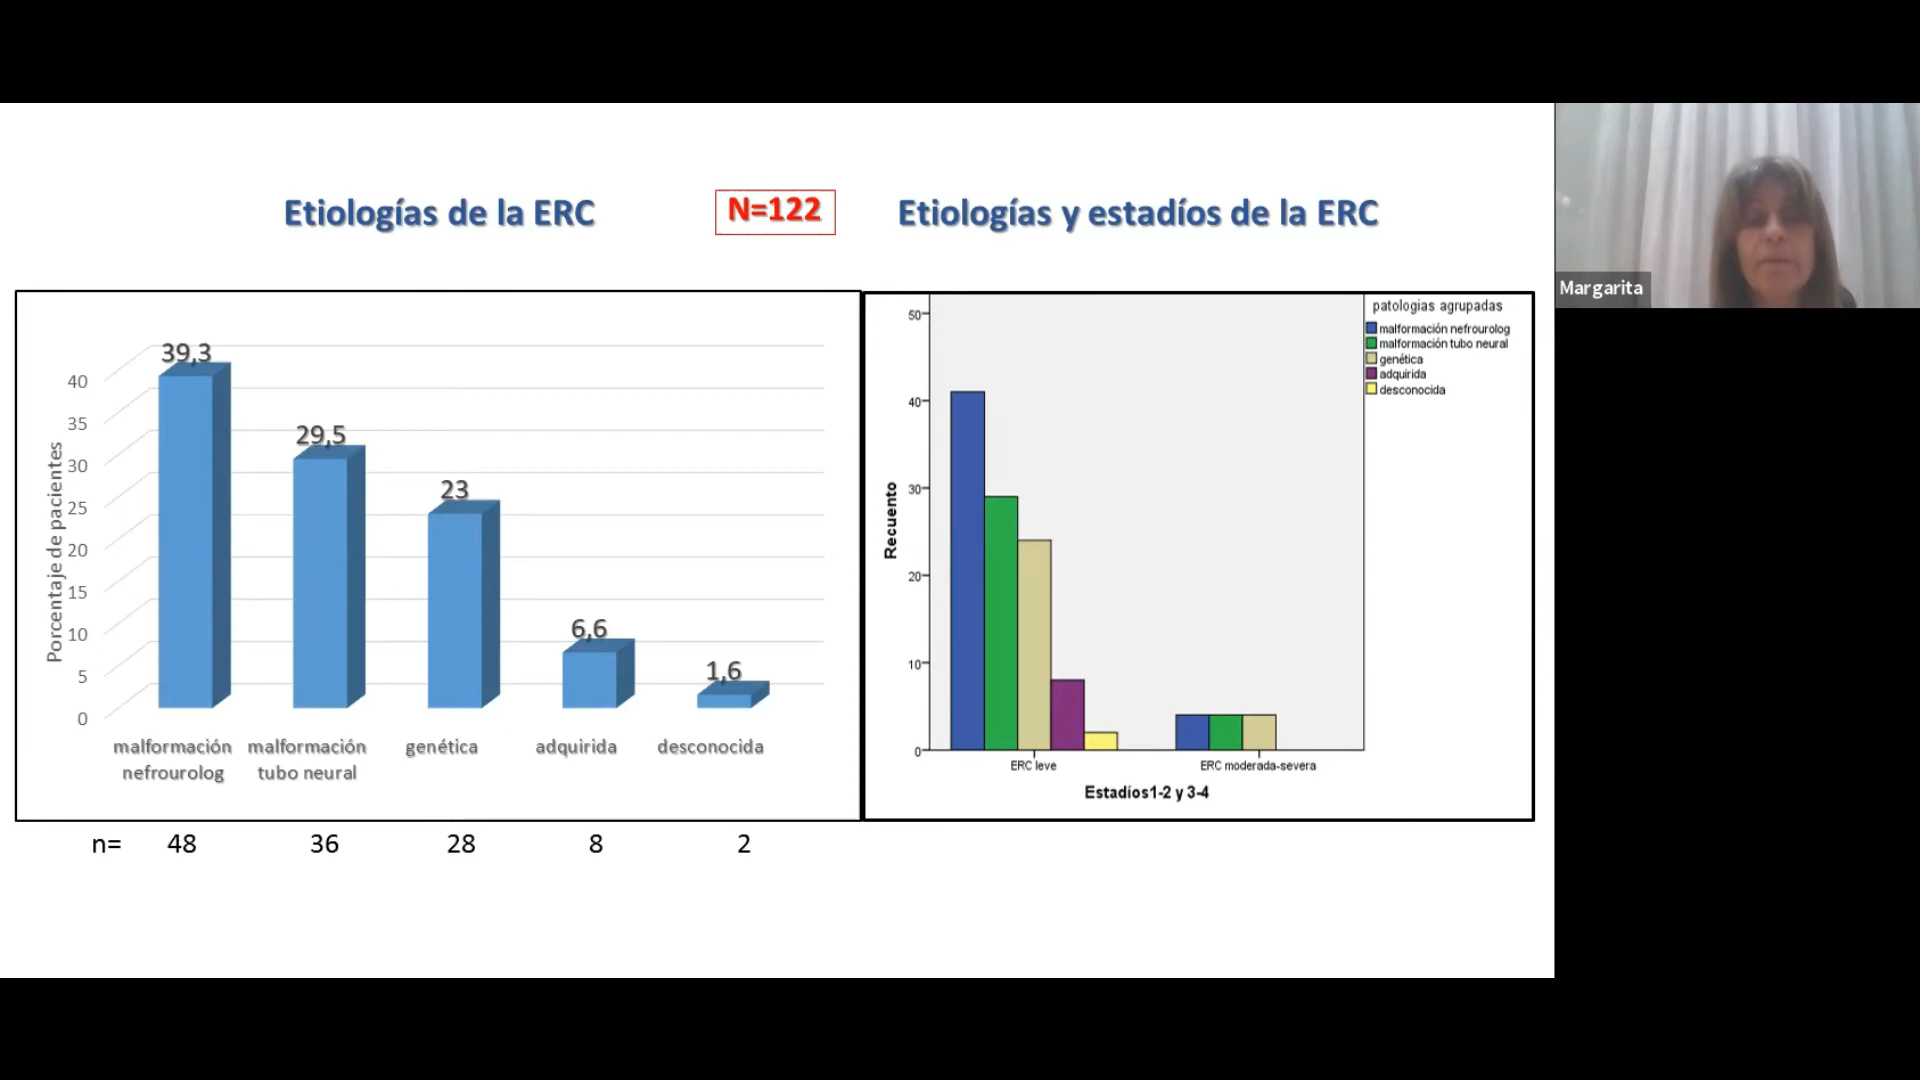 Etiologías de la ERC
N=122
Etiologías y estadíos de la ERC
Porcentaje de pacientes
40
35
30
25
20
15
10
5
0
39,3
29,5
23
6,6
1,6
malformación nefrourolog
malformación tubo neural
genética
adquirida
desconocida
n= 48 36 28 8 2
Recuento
50
40
30
20
10
0
ERC leve
ERC moderada-severa
Estadíos1-2 y 3-4
patologias agrupadas
malformación nefrourolog
malformación tubo neural
genética
adquirida
desconocida
Margarita